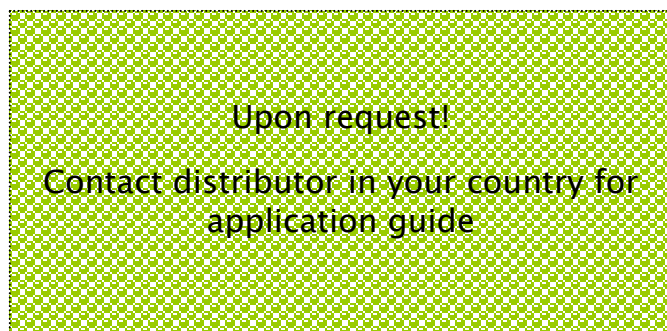 Upon request!
Contact distributor in your country for
application guide